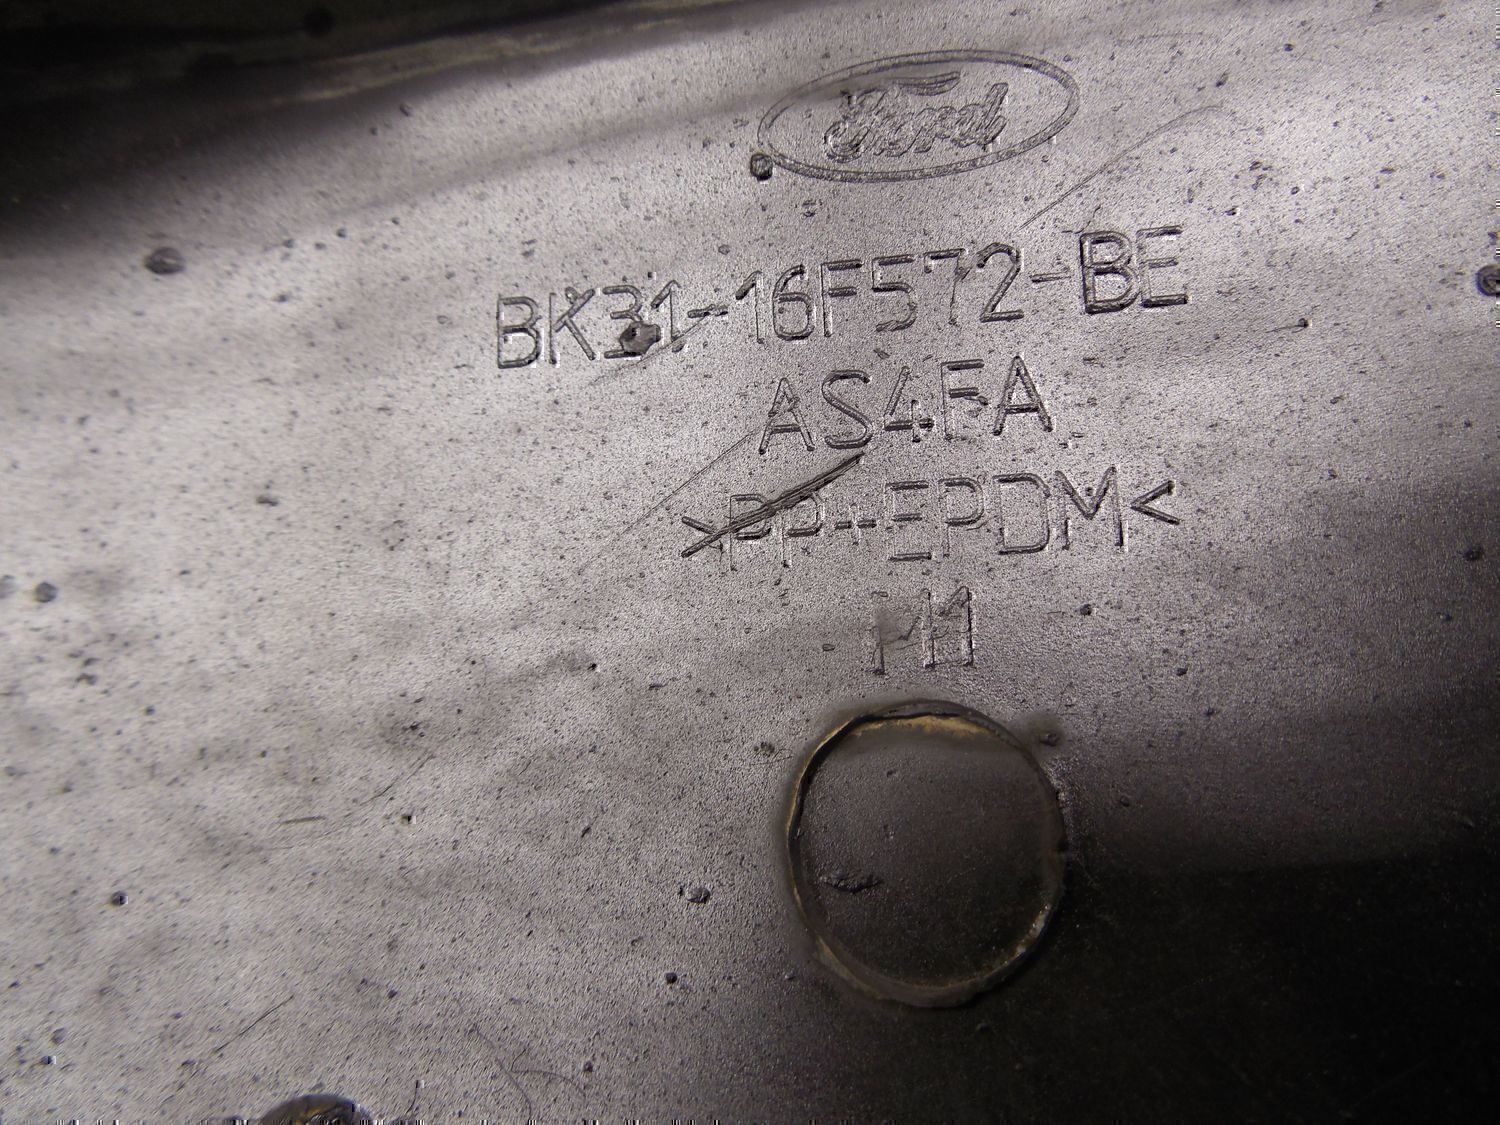 Ford
BK31-16F572-BE
AS4FA
>PP+EPDM<